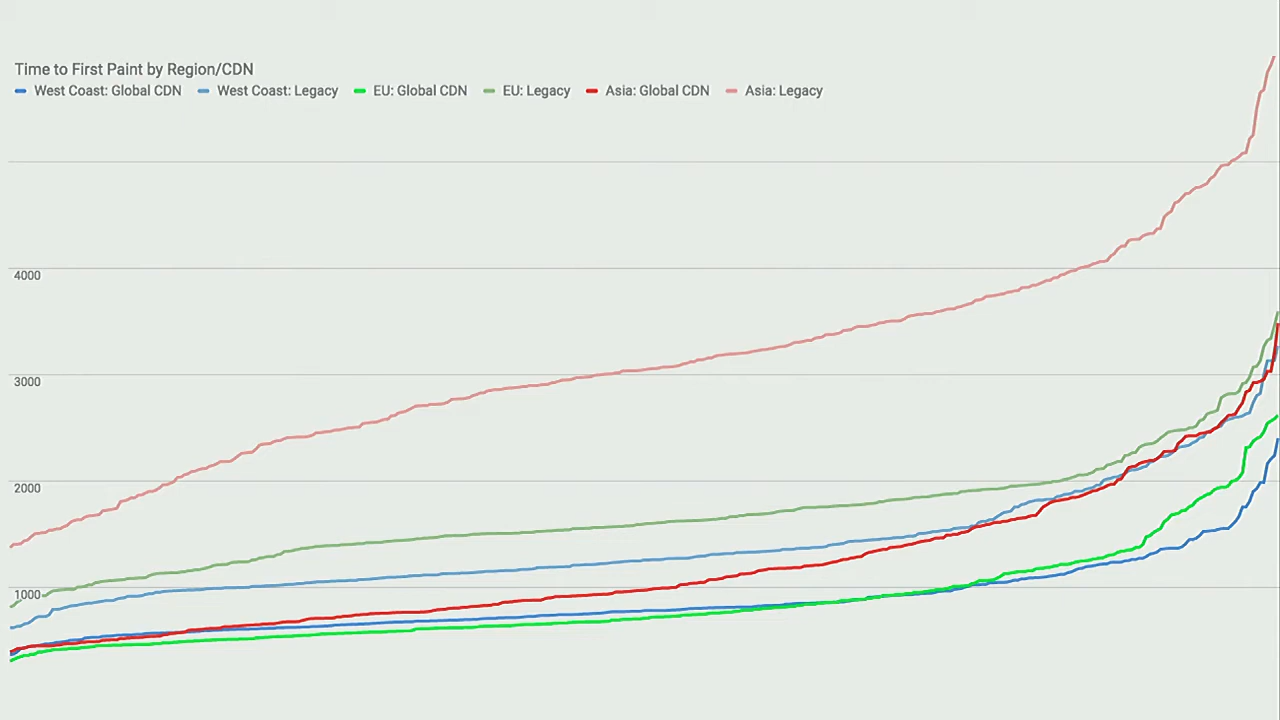 Time to First Paint by Region/CDN
West Coast: Global CDN West Coast: Legacy EU: Global CDN EU: Legacy Asia: Global CDN Asia: Legacy
4000
3000
2000
1000